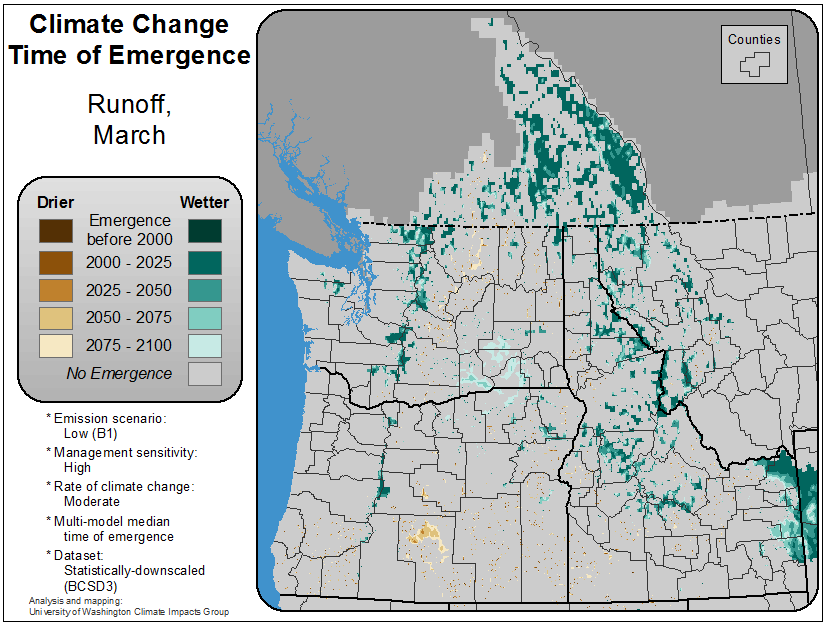 Climate Change
Time of Emergence
Runoff,
March
Drier
Wetter
Emergence
before 2000
2000 - 2025
2025 - 2050
2050 - 2075
2075 - 2100
No Emergence
* Emission scenario:
Low (B1)
* Management sensitivity:
High
* Rate of climate change:
Moderate
* Multi-model median
time of emergence
* Dataset:
Statistically-downscaled
(BCSD3)
Analysis and mapping:
University of Washington Climate Impacts Group
Counties